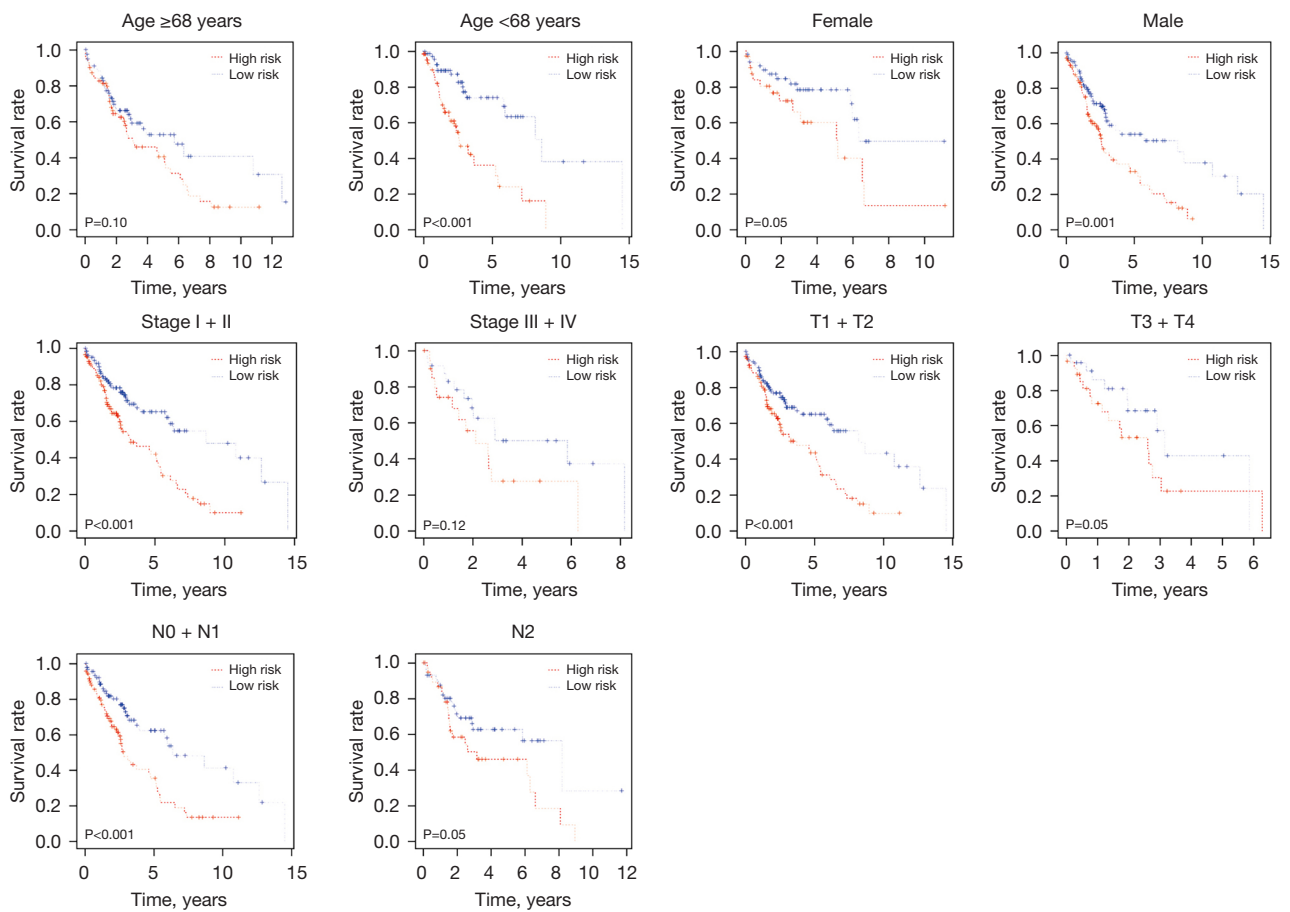 Age ≥68 years
Survival rate
1.0
0.8
0.6
0.4
0.2
0.0
High risk
Low risk
P=0.10
0 2 4 6 8 10 12
Time, years
Age <68 years
Survival rate
1.0
0.8
0.6
0.4
0.2
0.0
High risk
Low risk
P<0.001
0 5 10 15
Time, years
Female
Survival rate
1.0
0.8
0.6
0.4
0.2
0.0
High risk
Low risk
P=0.05
0 2 4 6 8 10
Time, years
Male
Survival rate
1.0
0.8
0.6
0.4
0.2
0.0
High risk
Low risk
P=0.001
0 5 10 15
Time, years
Stage I + II
Survival rate
1.0
0.8
0.6
0.4
0.2
0.0
High risk
Low risk
P<0.001
0 5 10 15
Time, years
Stage III + IV
Survival rate
1.0
0.8
0.6
0.4
0.2
0.0
High risk
Low risk
P=0.12
0 2 4 6 8
Time, years
T1 + T2
Survival rate
1.0
0.8
0.6
0.4
0.2
0.0
High risk
Low risk
P<0.001
0 5 10 15
Time, years
T3 + T4
Survival rate
1.0
0.8
0.6
0.4
0.2
0.0
High risk
Low risk
P=0.05
0 1 2 3 4 5 6
Time, years
N0 + N1
Survival rate
1.0
0.8
0.6
0.4
0.2
0.0
High risk
Low risk
P<0.001
0 5 10 15
Time, years
N2
Survival rate
1.0
0.8
0.6
0.4
0.2
0.0
High risk
Low risk
P=0.05
0 2 4 6 8 10 12
Time, years